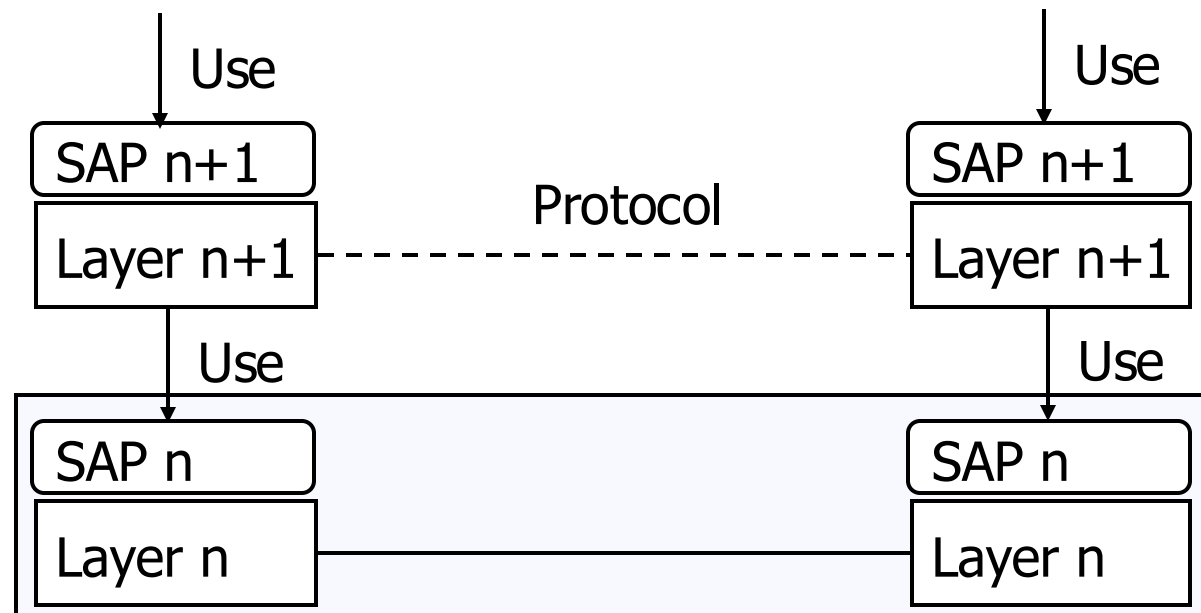 Use
Use
SAP n+1
SAP n+1
Protocol
Layer n+1
Layer n+1
Use
Use
SAP n
SAP n
Layer n
Layer n